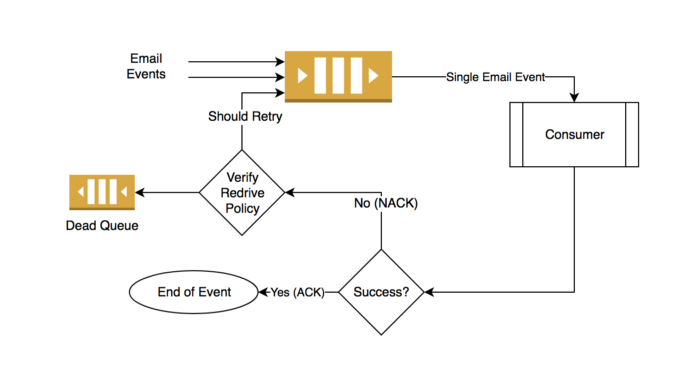 Email
Events
Single Email Event
Should Retry
Consumer
Verify
Redrive
Policy
No (NACK)
Dead Queue
End of Event
Yes (ACK)
Success?